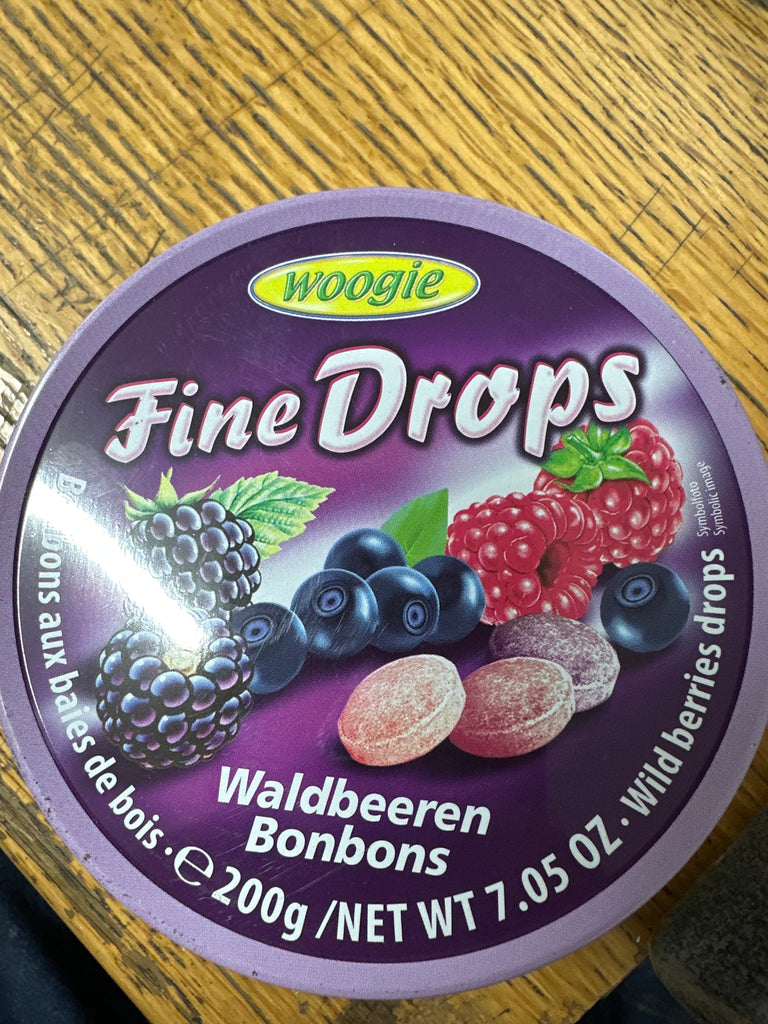 woogie
Fine Drops
Symbolfoto
Symbolic image
Waldbeeren
Bonbons
Bonbons aux baies de bois · ℮ 200g / NET WT 7.05 OZ · Wild berries drops